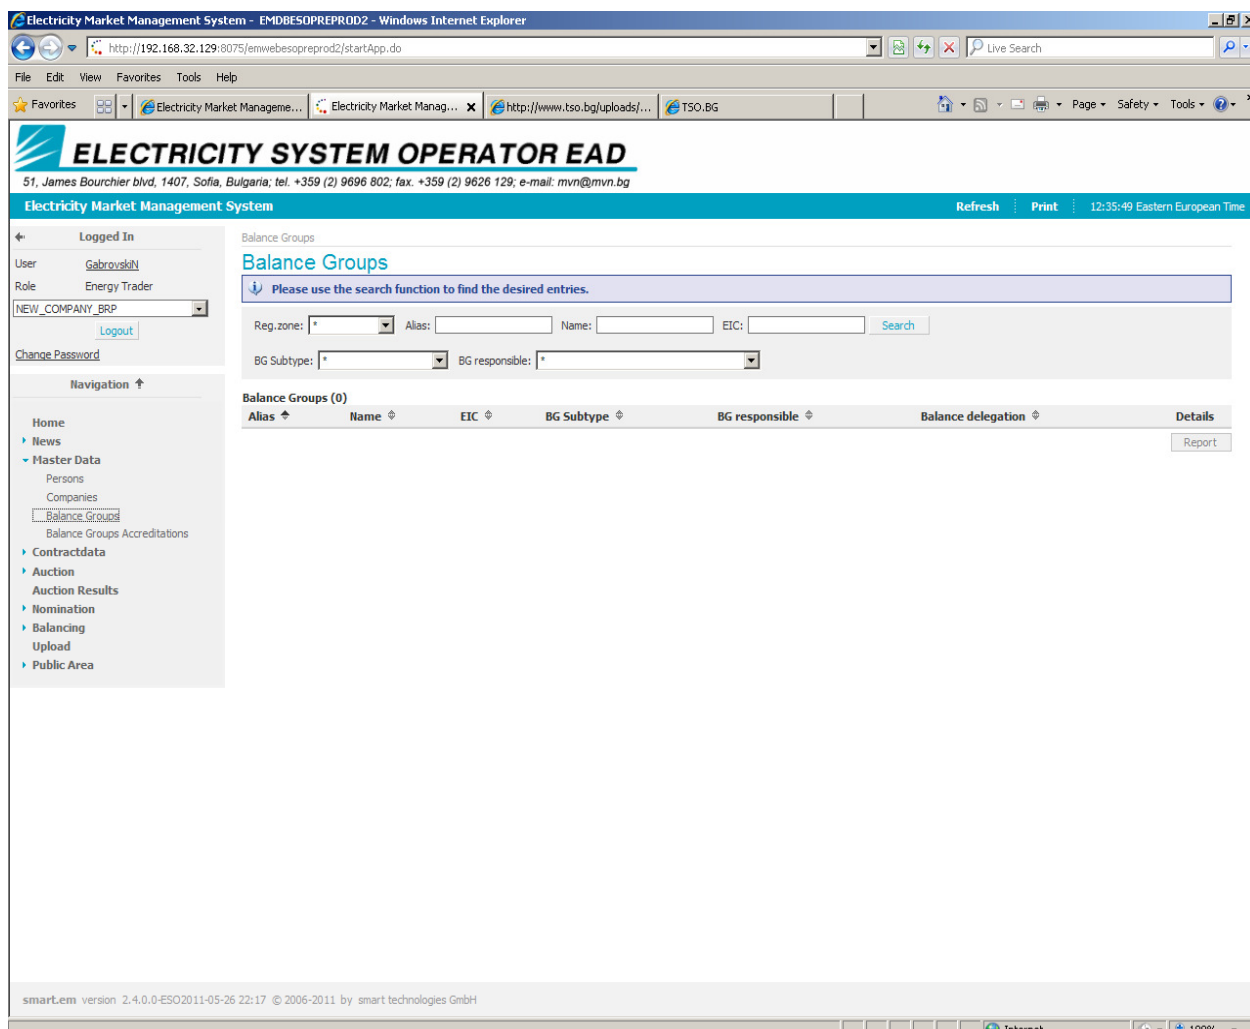 Electricity Market Management System - EMDBESOPREPROD2 - Windows Internet Explorer
http://192.168.32.129:8075/emwebesopreprod2/startApp.do
Live Search
File Edit View Favorites Tools Help
Favorites Electricity Market Manageme... Electricity Market Manag... http://www.tso.bg/uploads/... TSO.BG Page Safety Tools
ELECTRICITY SYSTEM OPERATOR EAD
51, James Bourchier blvd, 1407, Sofia, Bulgaria; tel. +359 (2) 9696 802; fax. +359 (2) 9626 129; e-mail: mvn@mvn.bg
Electricity Market Management System Refresh Print 12:35:49 Eastern European Time
Logged In
User GabrovskiN
Role Energy Trader
NEW_COMPANY_BRP
Logout
Change Password
Navigation
Home
News
Master Data
Persons
Companies
Balance Groups
Balance Groups Accreditations
Contractdata
Auction
Auction Results
Nomination
Balancing
Upload
Public Area
Balance Groups
Balance Groups
Please use the search function to find the desired entries.
Reg.zone: * Alias: Name: EIC: Search
BG Subtype: * BG responsible: *
Balance Groups (0)
Alias Name EIC BG Subtype BG responsible Balance delegation Details
Report
smart.em version 2.4.0.0-ESO2011-05-26 22:17 © 2006-2011 by smart technologies GmbH
Internet 100%